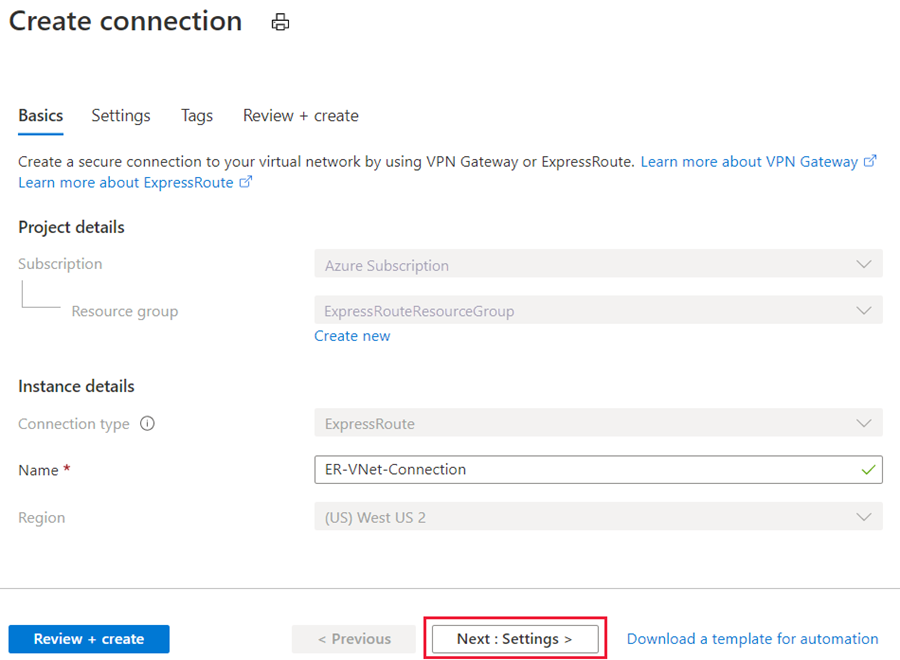 Create connection
Basics Settings Tags Review + create
Create a secure connection to your virtual network by using VPN Gateway or ExpressRoute. Learn more about VPN Gateway
Learn more about ExpressRoute
Project details
Subscription Azure Subscription
Resource group ExpressRouteResourceGroup
Create new
Instance details
Connection type ExpressRoute
Name * ER-VNet-Connection
Region (US) West US 2
Review + create < Previous Next : Settings > Download a template for automation